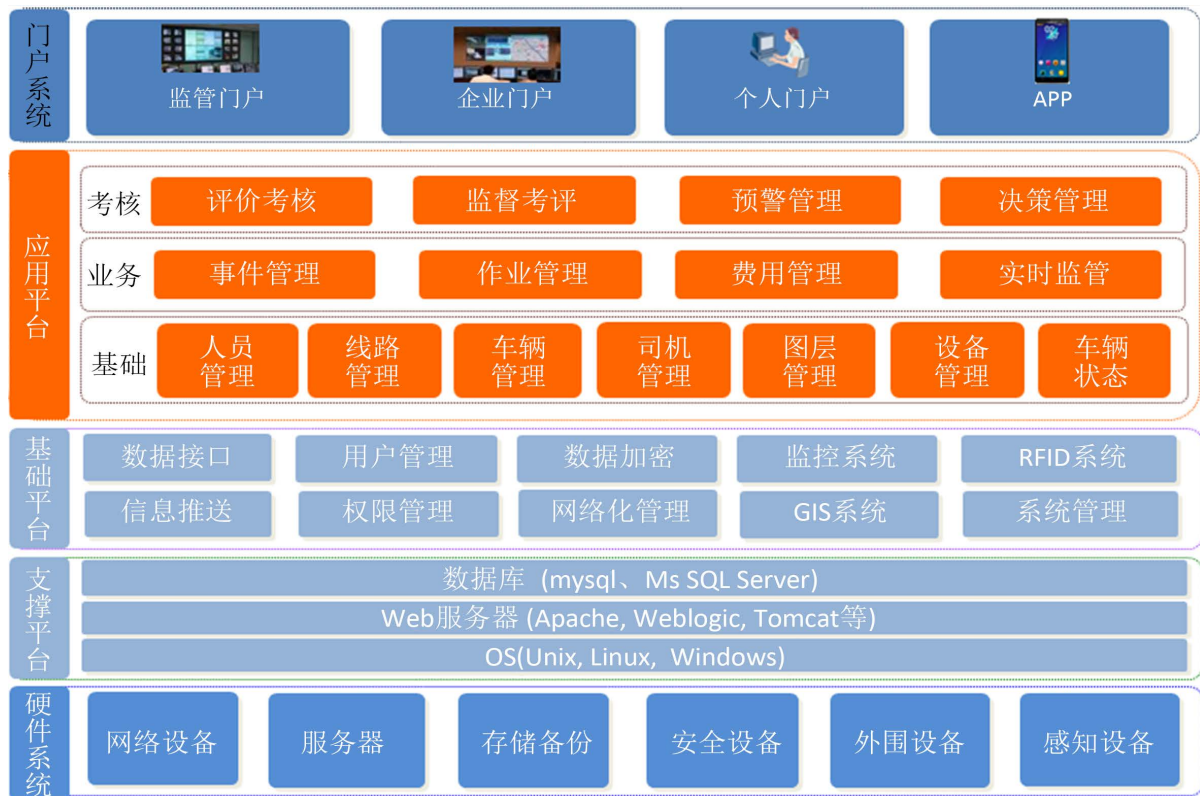 门户系统
监管门户
企业门户
个人门户
APP
应用平台
考核
评价考核
监督考评
预警管理
决策管理
业务
事件管理
作业管理
费用管理
实时监管
基础
人员
管理
线路
管理
车辆
管理
司机
管理
图层
管理
设备
管理
车辆
状态
基础平台
数据接口
用户管理
数据加密
监控系统
RFID系统
信息推送
权限管理
网络化管理
GIS系统
系统管理
支撑平台
数据库 (mysql、Ms SQL Server)
Web服务器 (Apache, Weblogic, Tomcat等)
OS(Unix, Linux, Windows)
硬件系统
网络设备
服务器
存储备份
安全设备
外围设备
感知设备